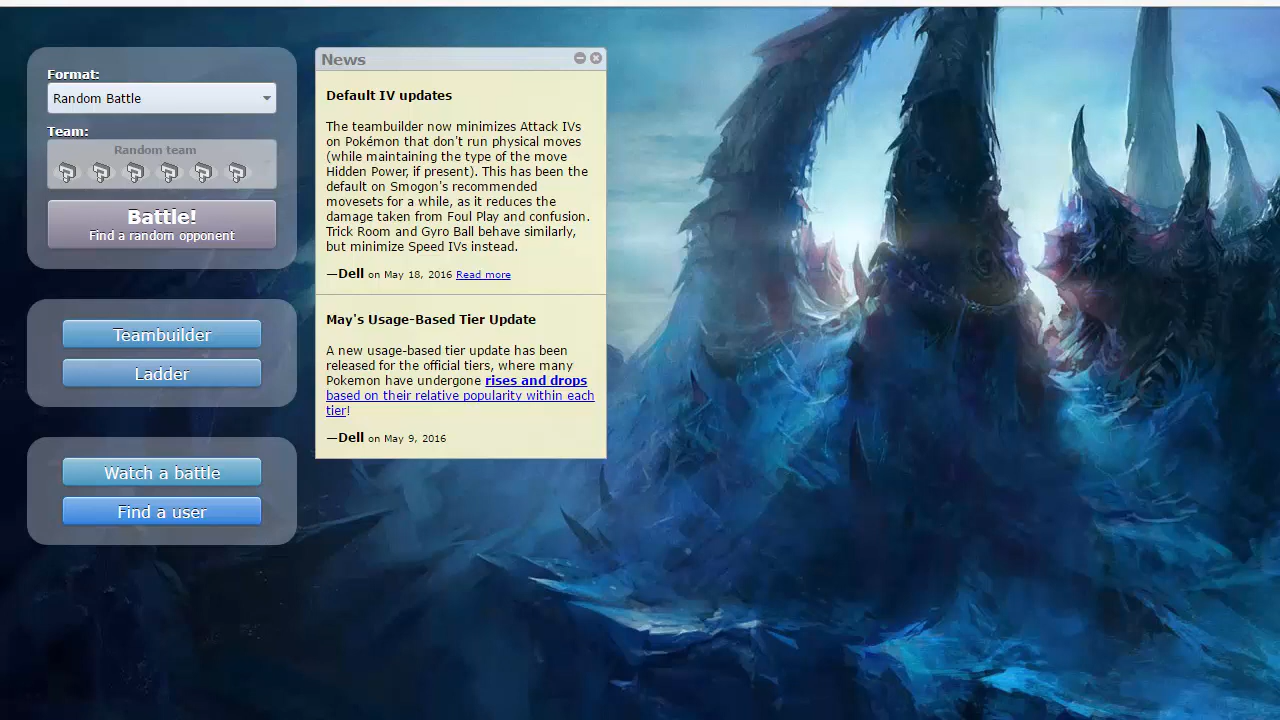 Format:
Random Battle
Team:
Random team
Battle!
Find a random opponent
Teambuilder
Ladder
Watch a battle
Find a user
News
Default IV updates
The teambuilder now minimizes Attack IVs
on Pokémon that don't run physical moves
(while maintaining the type of the move
Hidden Power, if present). This has been the
default on Smogon's recommended
movesets for a while, as it reduces the
damage taken from Foul Play and confusion.
Trick Room and Gyro Ball behave similarly,
but minimize Speed IVs instead.
—Dell on May 18, 2016 Read more
May's Usage-Based Tier Update
A new usage-based tier update has been
released for the official tiers, where many
Pokemon have undergone rises and drops
based on their relative popularity within each
tier!
—Dell on May 9, 2016